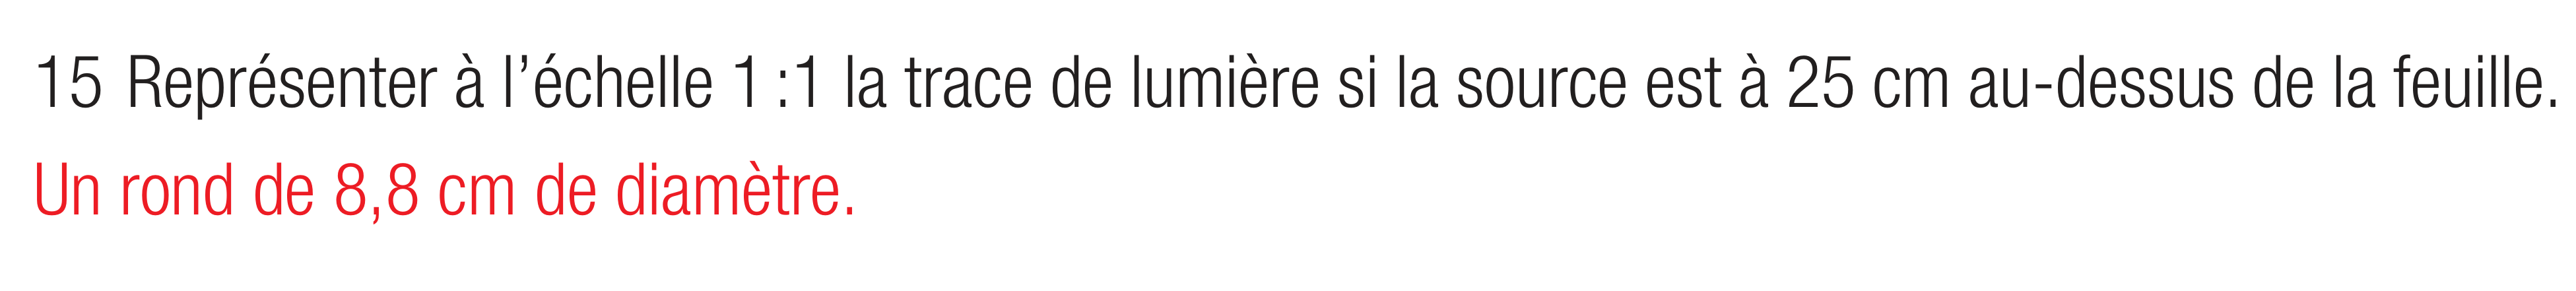 15 Représenter à l’échelle 1 :1 la trace de lumière si la source est à 25 cm au-dessus de la feuille.
Un rond de 8,8 cm de diamètre.